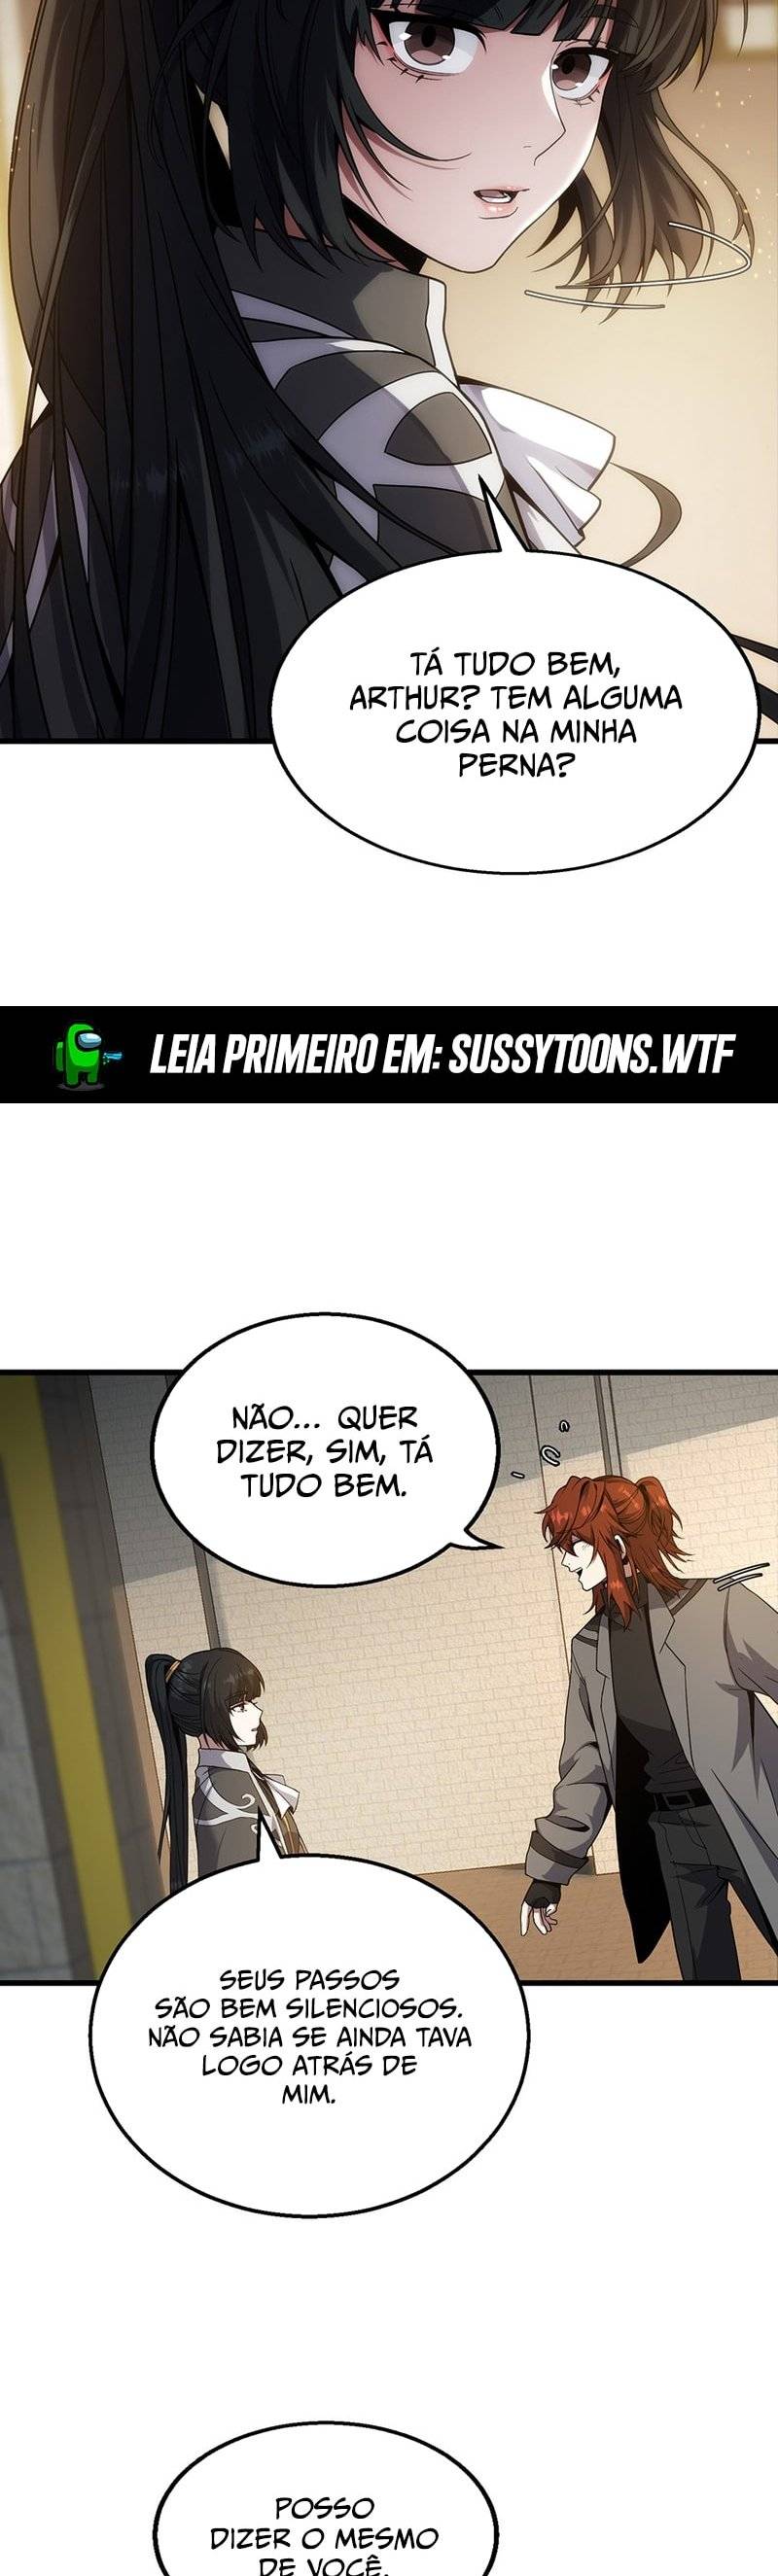 TÁ TUDO BEM,
ARTHUR? TEM ALGUMA
COISA NA MINHA
PERNA?
LEIA PRIMEIRO EM: SUSSYTOONS.WTF
NÃO... QUER
DIZER, SIM, TÁ
TUDO BEM.
SEUS PASSOS
SÃO BEM SILENCIOSOS.
NÃO SABIA SE AINDA TAVA
LOGO ATRÁS DE
MIM.
POSSO
DIZER O MESMO
DE VOCÊ.